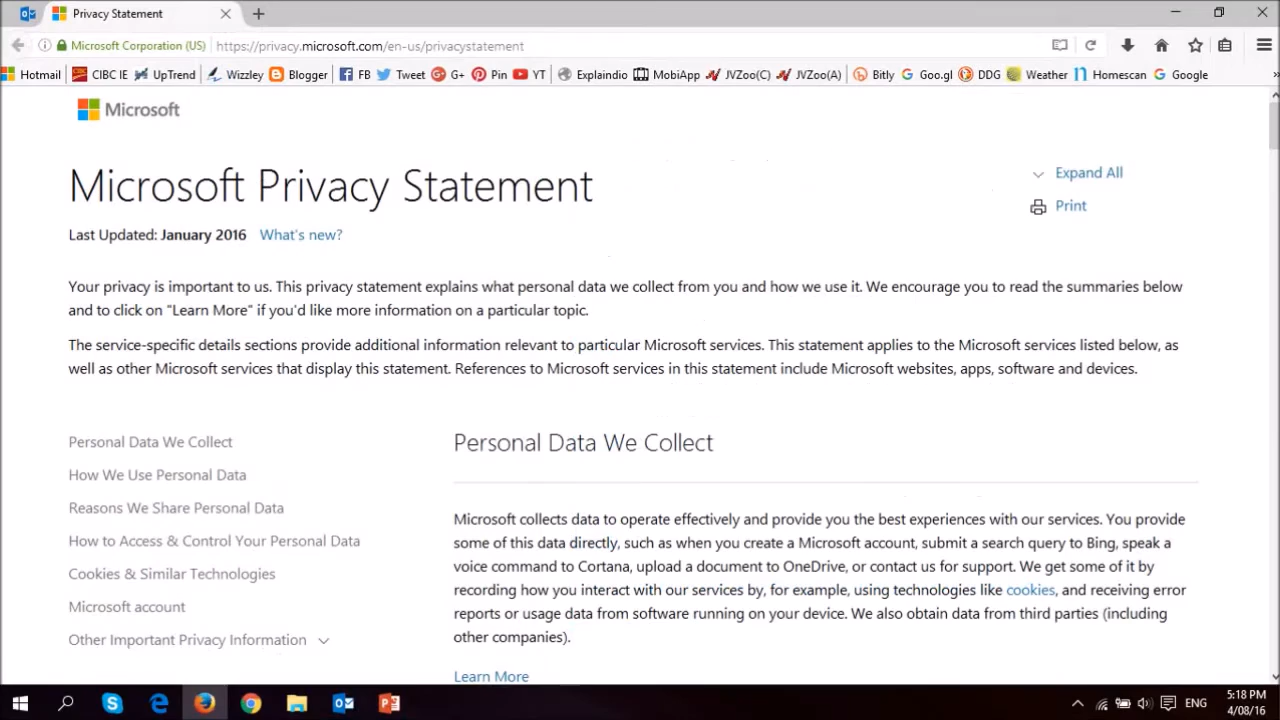 Privacy Statement
Microsoft Corporation (US) https://privacy.microsoft.com/en-us/privacystatement
Hotmail CIBC IE UpTrend Wizzley Blogger FB Tweet G+ Pin YT Explaindio MobiApp JVZoo(C) JVZoo(A) Bitly Goo.gl DDG Weather Homescan Google
Microsoft
Microsoft Privacy Statement
Expand All
Print
Last Updated: January 2016 What's new?
Your privacy is important to us. This privacy statement explains what personal data we collect from you and how we use it. We encourage you to read the summaries below
and to click on "Learn More" if you'd like more information on a particular topic.
The service-specific details sections provide additional information relevant to particular Microsoft services. This statement applies to the Microsoft services listed below, as
well as other Microsoft services that display this statement. References to Microsoft services in this statement include Microsoft websites, apps, software and devices.
Personal Data We Collect
How We Use Personal Data
Reasons We Share Personal Data
How to Access & Control Your Personal Data
Cookies & Similar Technologies
Microsoft account
Other Important Privacy Information
Personal Data We Collect
Microsoft collects data to operate effectively and provide you the best experiences with our services. You provide
some of this data directly, such as when you create a Microsoft account, submit a search query to Bing, speak a
voice command to Cortana, upload a document to OneDrive, or contact us for support. We get some of it by
recording how you interact with our services by, for example, using technologies like cookies, and receiving error
reports or usage data from software running on your device. We also obtain data from third parties (including
other companies).
Learn More
ENG
5:18 PM
4/08/16